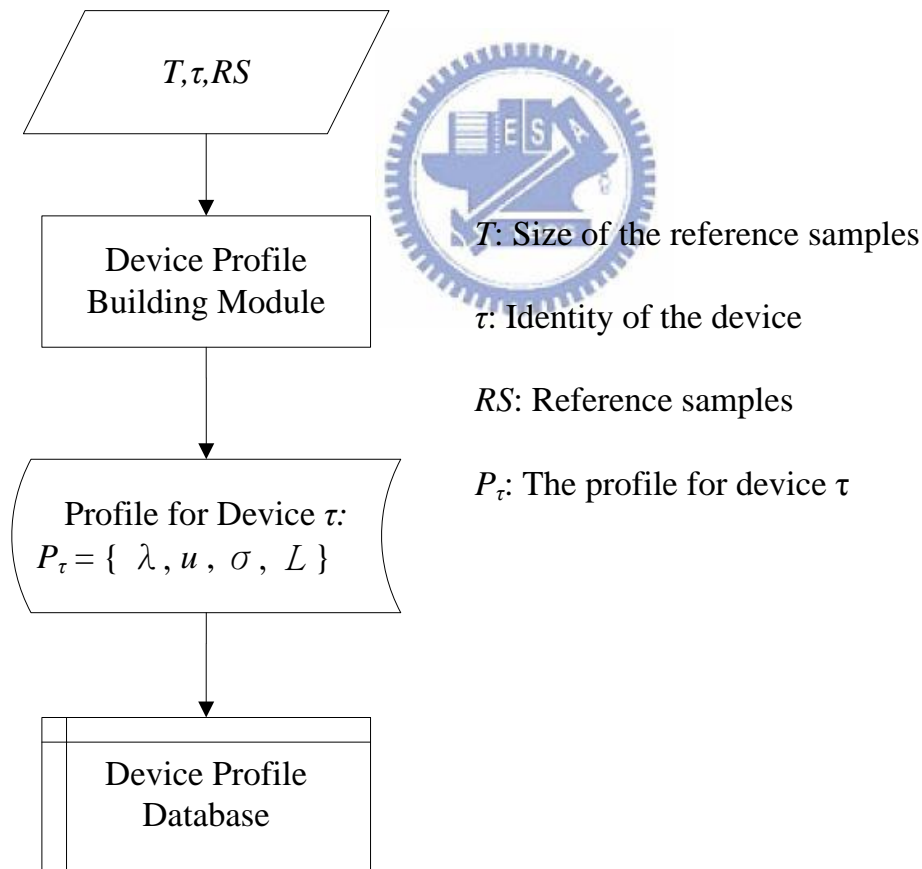 T,τ,RS
Device Profile
Building Module
Profile for Device τ:
Pτ = { λ, u, σ, L }
Device Profile
Database
ESA
T: Size of the reference samples
τ: Identity of the device
RS: Reference samples
Pτ: The profile for device τ